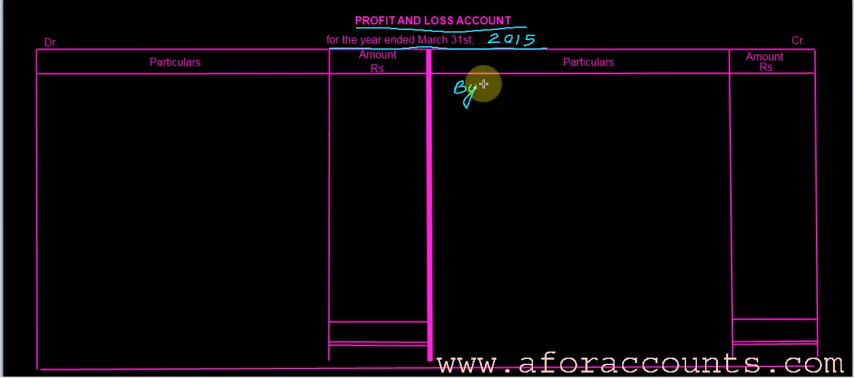 PROFIT AND LOSS ACCOUNT
Dr. for the year ended March 31st, ... 2015 Cr.
Particulars Amount Rs. Particulars Amount Rs.
By
www.aforaccounts.com